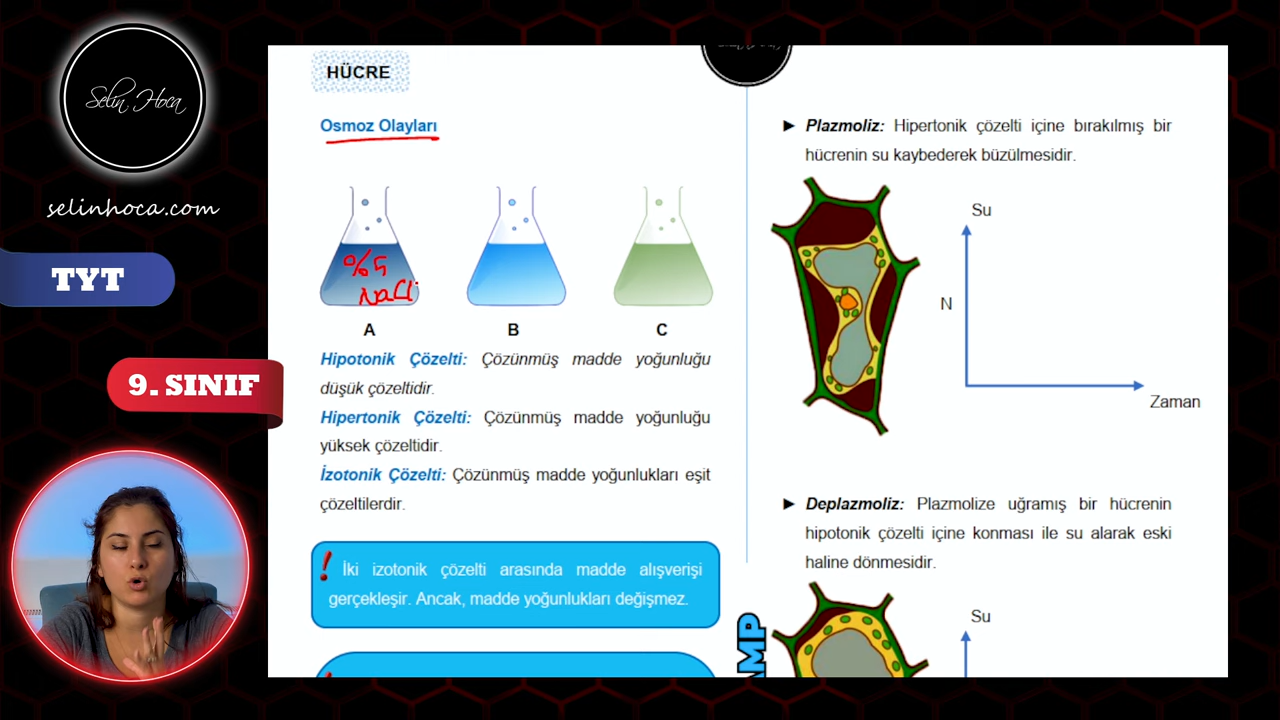 Selin Hoca
selinhoca.com
TYT
9. SINIF
HÜCRE
Osmoz Olayları
%5
NaCl
A B C
Hipotonik Çözelti: Çözünmüş madde yoğunluğu
düşük çözeltidir.
Hipertonik Çözelti: Çözünmüş madde yoğunluğu
yüksek çözeltidir.
İzotonik Çözelti: Çözünmüş madde yoğunlukları eşit
çözeltilerdir.
! İki izotonik çözelti arasında madde alışverişi
gerçekleşir. Ancak, madde yoğunlukları değişmez.
► Plazmoliz: Hipertonik çözelti içine bırakılmış bir
hücrenin su kaybederek büzülmesidir.
Su
N
Zaman
► Deplazmoliz: Plazmolize uğramış bir hücrenin
hipotonik çözelti içine konması ile su alarak eski
haline dönmesidir.
Su